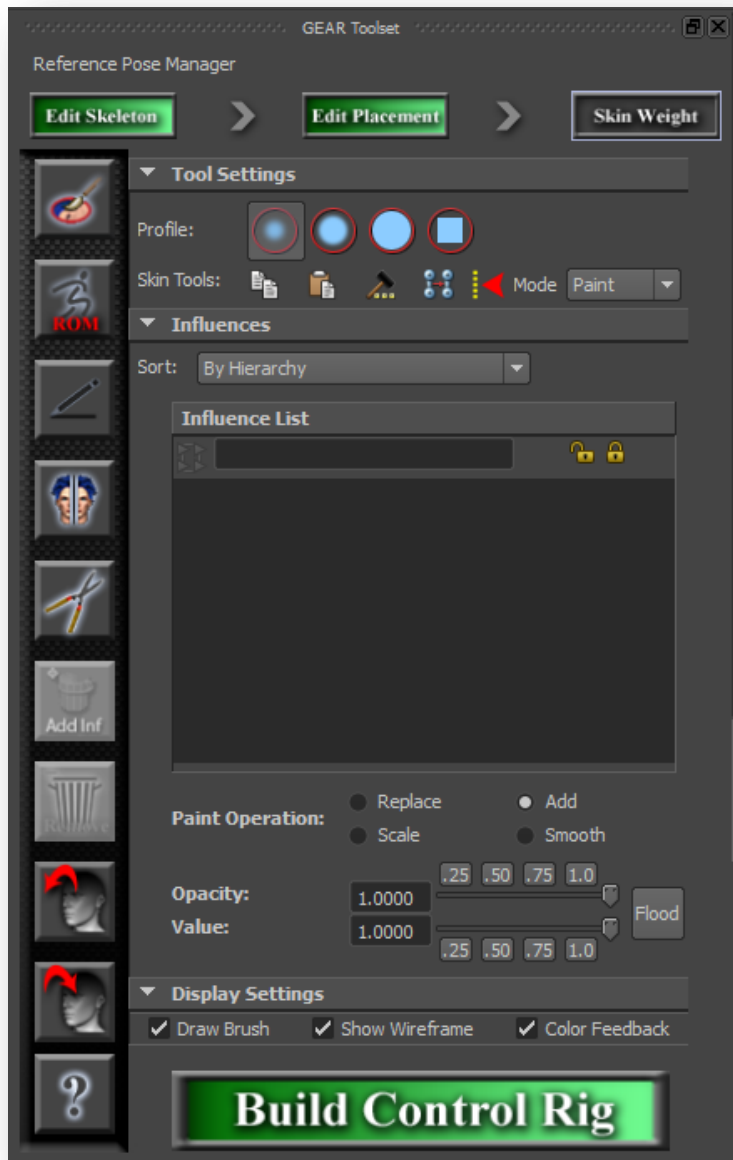 GEAR Toolset
Reference Pose Manager
Edit Skeleton
Edit Placement
Skin Weight
Tool Settings
Profile:
Skin Tools:
Mode
Paint
ROM
Influences
Sort:
By Hierarchy
Influence List
Add Inf
Remove
Paint Operation:
Replace
Add
Scale
Smooth
.25 .50 .75 1.0
Opacity:
1.0000
Flood
Value:
1.0000
.25 .50 .75 1.0
Display Settings
Draw Brush
Show Wireframe
Color Feedback
?
Build Control Rig